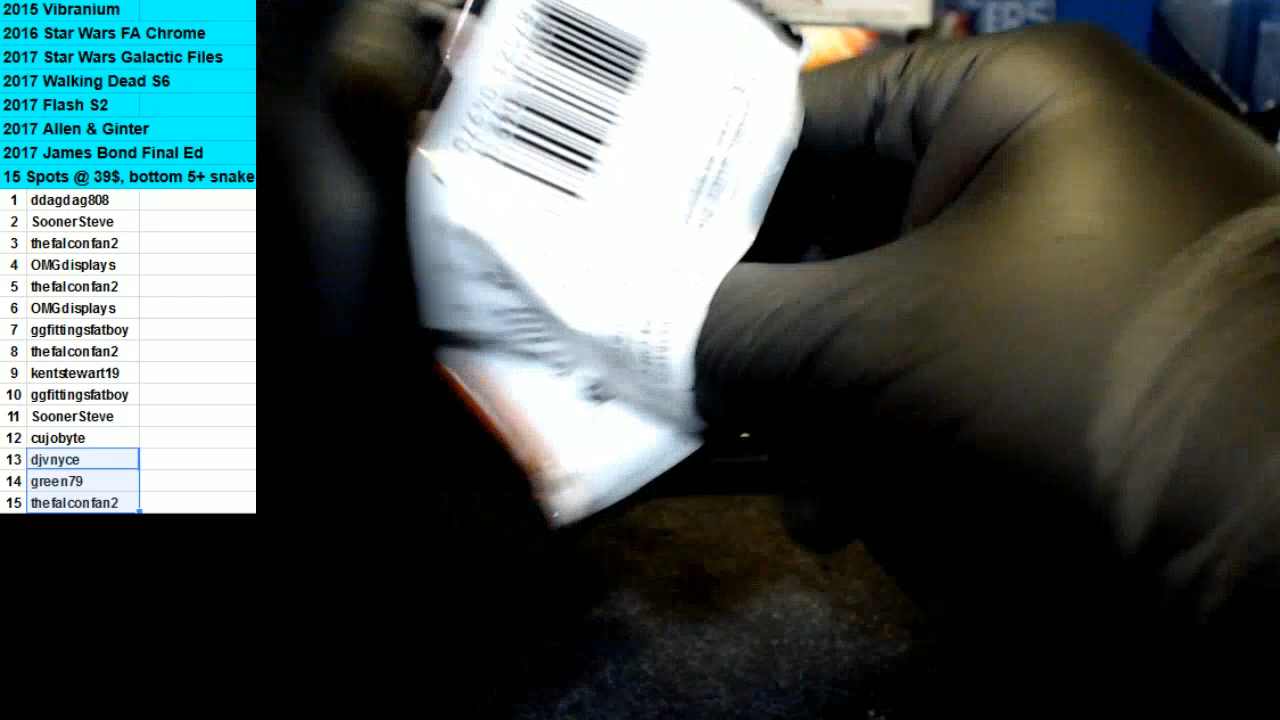 2015 Vibranium
2016 Star Wars FA Chrome
2017 Star Wars Galactic Files
2017 Walking Dead S6
2017 Flash S2
2017 Allen & Ginter
2017 James Bond Final Ed
15 Spots @ 39$, bottom 5+ snake
1 ddagdag808
2 SoonerSteve
3 thefalconfan2
4 OMGdisplays
5 thefalconfan2
6 OMGdisplays
7 ggfittingsfatboy
8 thefalconfan2
9 kentstewart19
10 ggfittingsfatboy
11 SoonerSteve
12 cujobyte
13 djvnyce
14 green79
15 thefalconfan2